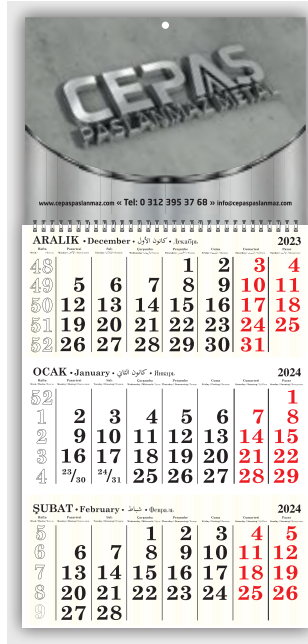 CEPAS
PASLANMAZ METAL
www.cepaspaslanmaz.com « Tel: 0 312 395 37 68 » info@cepaspaslanmaz.com
ARALIK • December • كانون الأول • Декабрь 2023
48 1 2 3 4
49 5 6 7 8 9 10 11
50 12 13 14 15 16 17 18
51 19 20 21 22 23 24 25
52 26 27 28 29 30 31
OCAK • January • كانون الثاني • Январь 2024
52 1
1 2 3 4 5 6 7 8
2 9 10 11 12 13 14 15
3 16 17 18 19 20 21 22
4 23/30 24/31 25 26 27 28 29
ŞUBAT • February • شباط • Февраль 2024
5 1 2 3 4 5
6 6 7 8 9 10 11 12
7 13 14 15 16 17 18 19
8 20 21 22 23 24 25 26
9 27 28